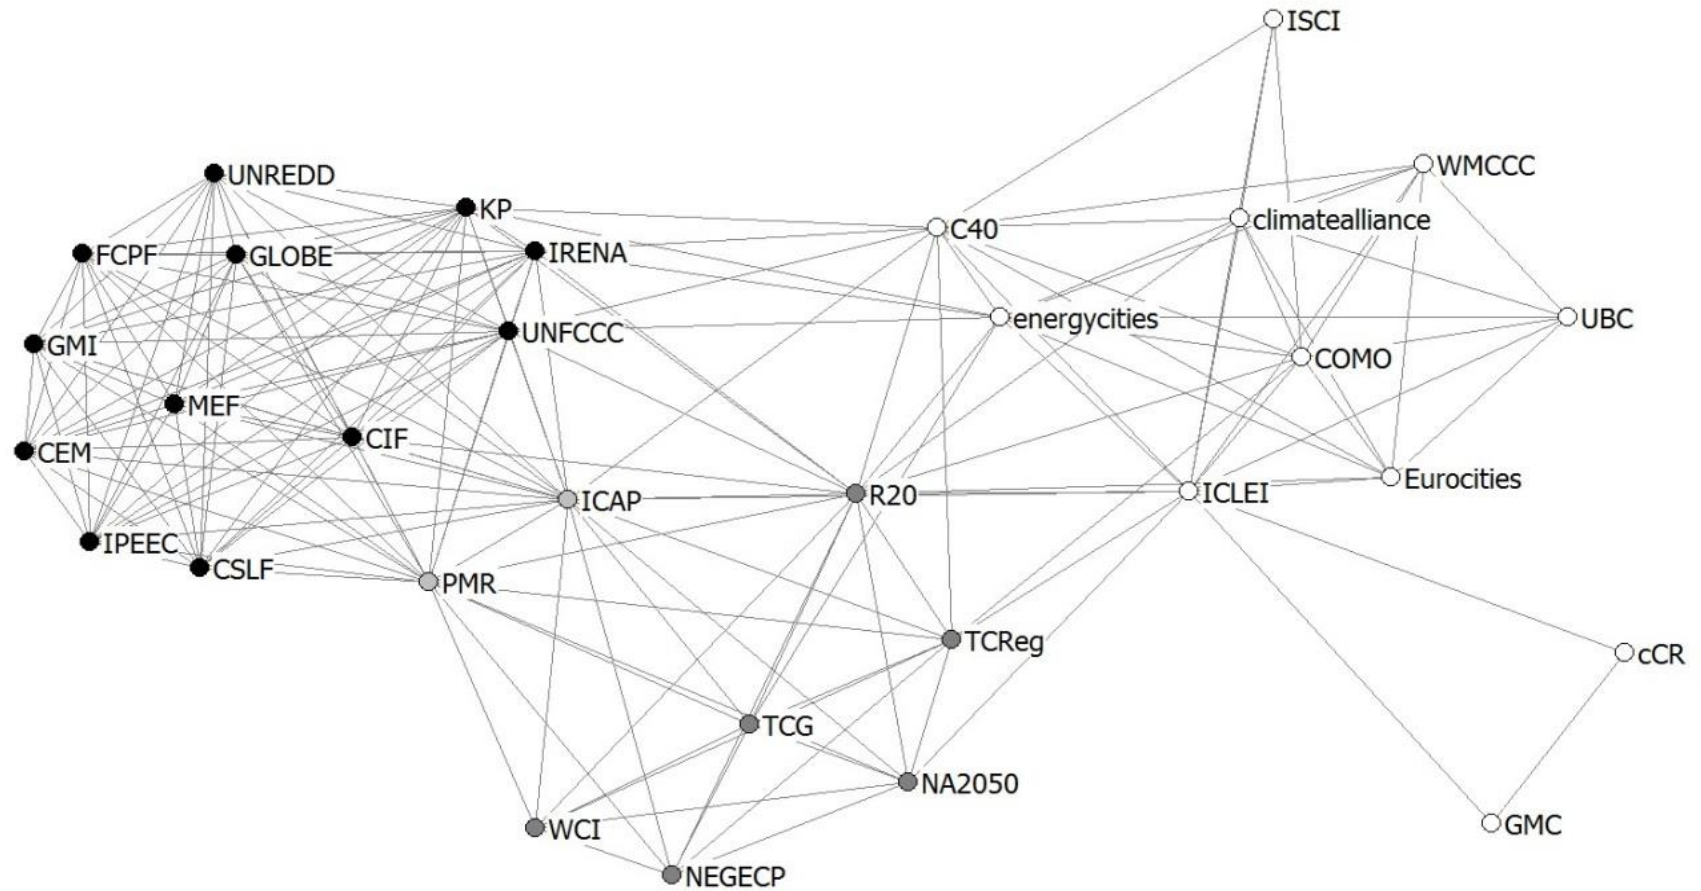 ISCI
WMCCC
UNREDD
KP
climatealliance
C40
FCPF
GLOBE
IRENA
energycities
UBC
UNFCCC
GMI
COMO
MEF
CIF
CEM
Eurocities
ICAP
R20
ICLEI
IPEEC
CSLF
PMR
TCReg
cCR
TCG
NA2050
GMC
WCI
NEGECP